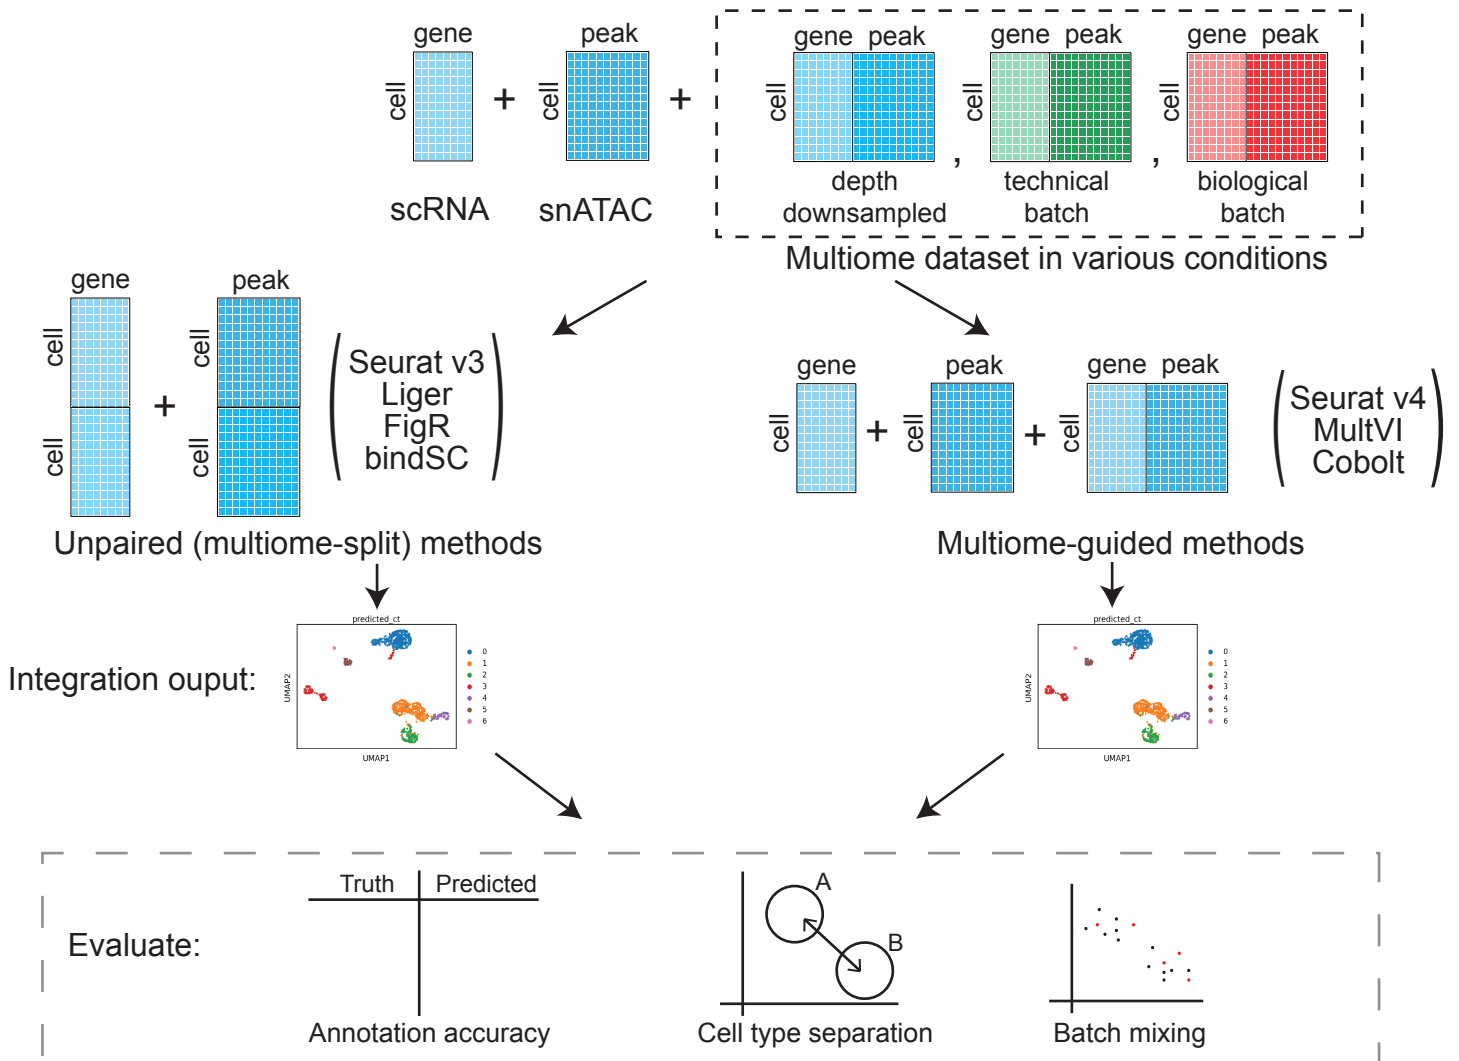 gene
peak
gene peak
gene peak
gene peak
cell
+
cell
+
cell
,
cell
,
cell
scRNA
snATAC
depth
downsampled
technical
batch
biological
batch
Multiome dataset in various conditions
gene
peak
cell
cell
+
cell
cell
Seurat v3
Liger
FigR
bindSC
gene
peak
gene peak
cell
+
cell
+
cell
Seurat v4
MultVI
Cobolt
Unpaired (multiome-split) methods
Multiome-guided methods
Integration ouput:
predicted_ct
UMAP2
UMAP1
0
1
2
3
4
5
6
predicted_ct
UMAP2
UMAP1
0
1
2
3
4
5
6
Evaluate:
Truth Predicted
Annotation accuracy
A
B
Cell type separation
Batch mixing